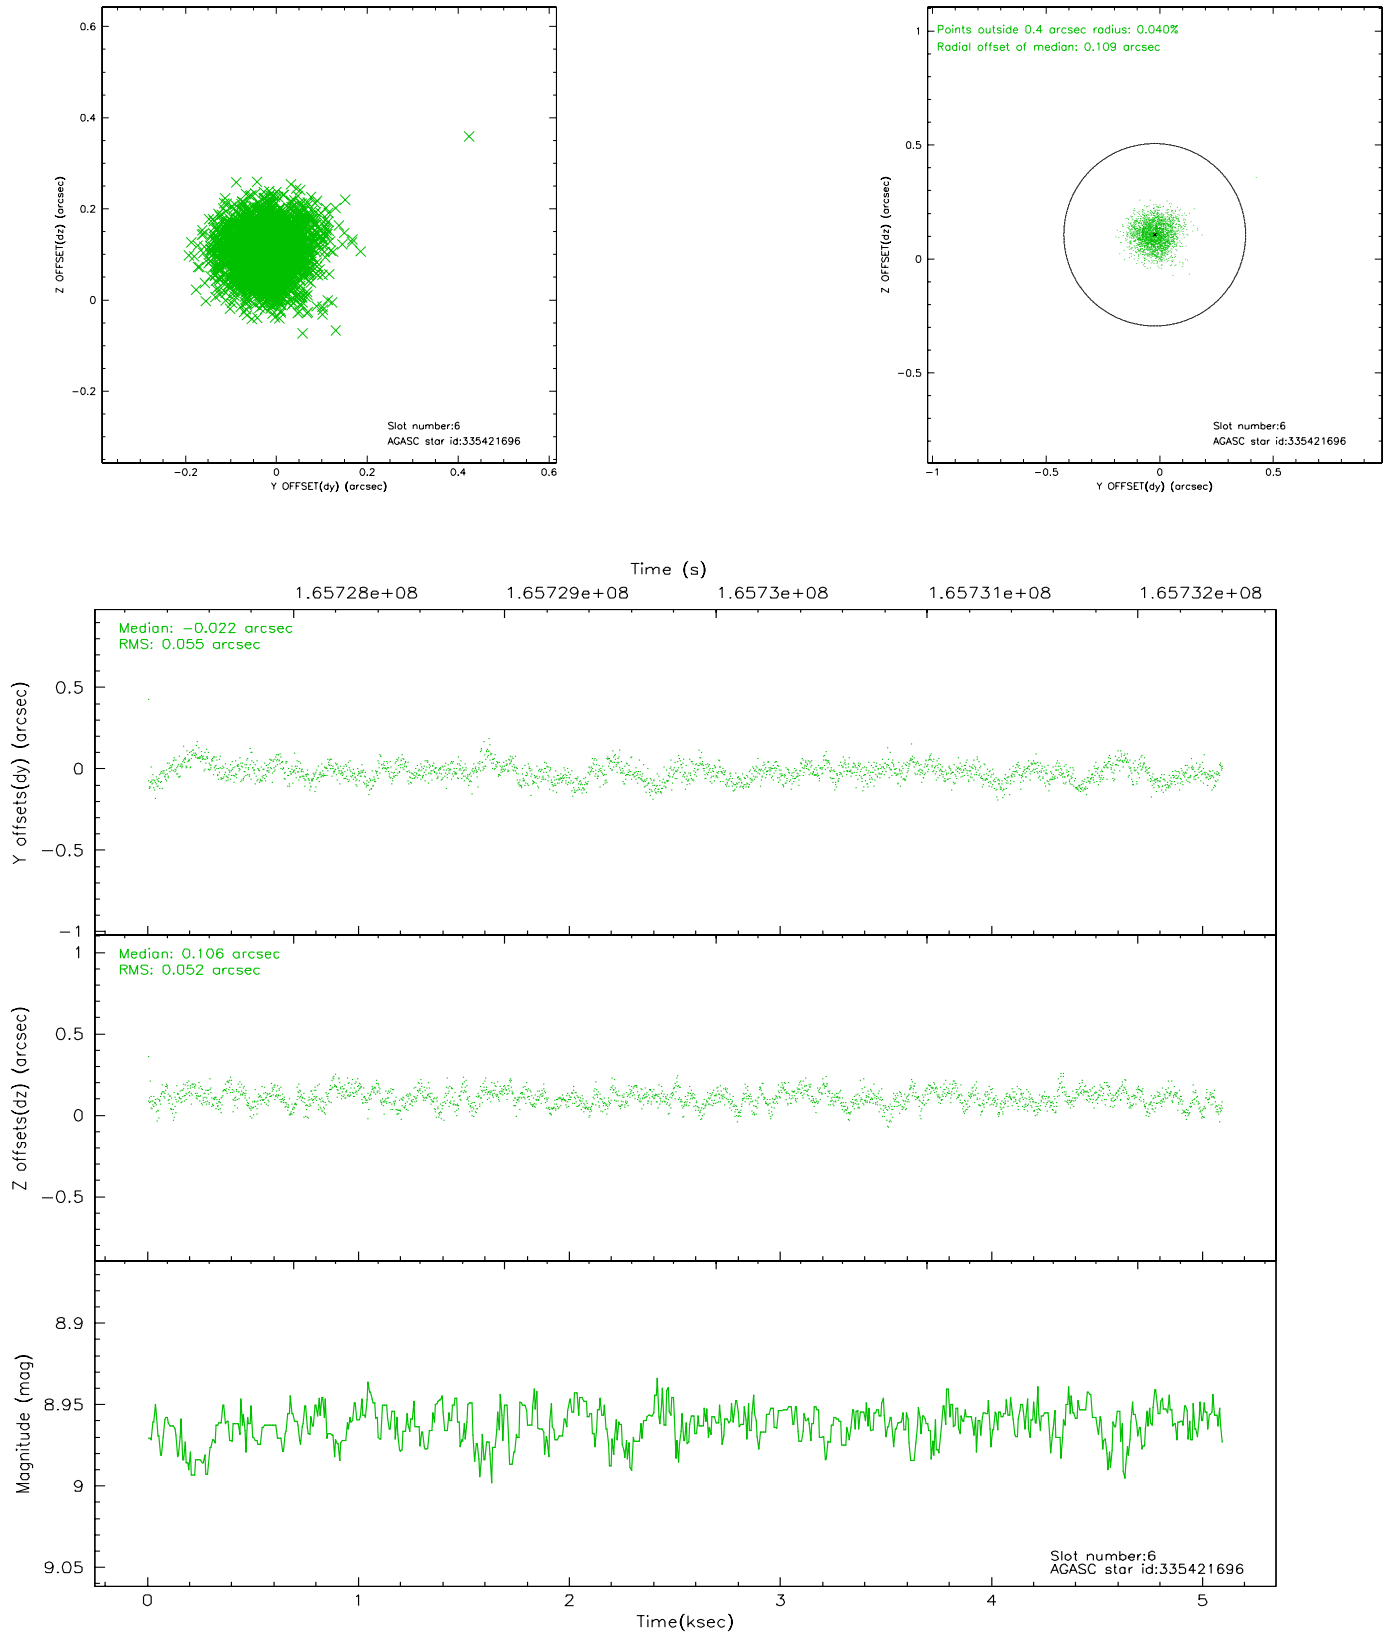 0.6
0.4
0.2
0
−0.2
Z OFFSET(dz) (arcsec)
Slot number:6
AGASC star id:335421696
−0.2 0 0.2 0.4 0.6
Y OFFSET(dy) (arcsec)
Points outside 0.4 arcsec radius: 0.040%
Radial offset of median: 0.109 arcsec
1
0.5
0
−0.5
Z OFFSET(dz) (arcsec)
Slot number:6
AGASC star id:335421696
−1 −0.5 0 0.5
Y OFFSET(dy) (arcsec)
Time (s)
1.65728e+08 1.65729e+08 1.6573e+08 1.65731e+08 1.65732e+08
Median: −0.022 arcsec
RMS: 0.055 arcsec
0.5
0
−0.5
−1
Y offsets(dy) (arcsec)
Median: 0.106 arcsec
RMS: 0.052 arcsec
1
0.5
0
−0.5
Z offsets(dz) (arcsec)
8.9
8.95
9
9.05
Magnitude (mag)
Slot number:6
AGASC star id:335421696
0 1 2 3 4 5
Time(ksec)